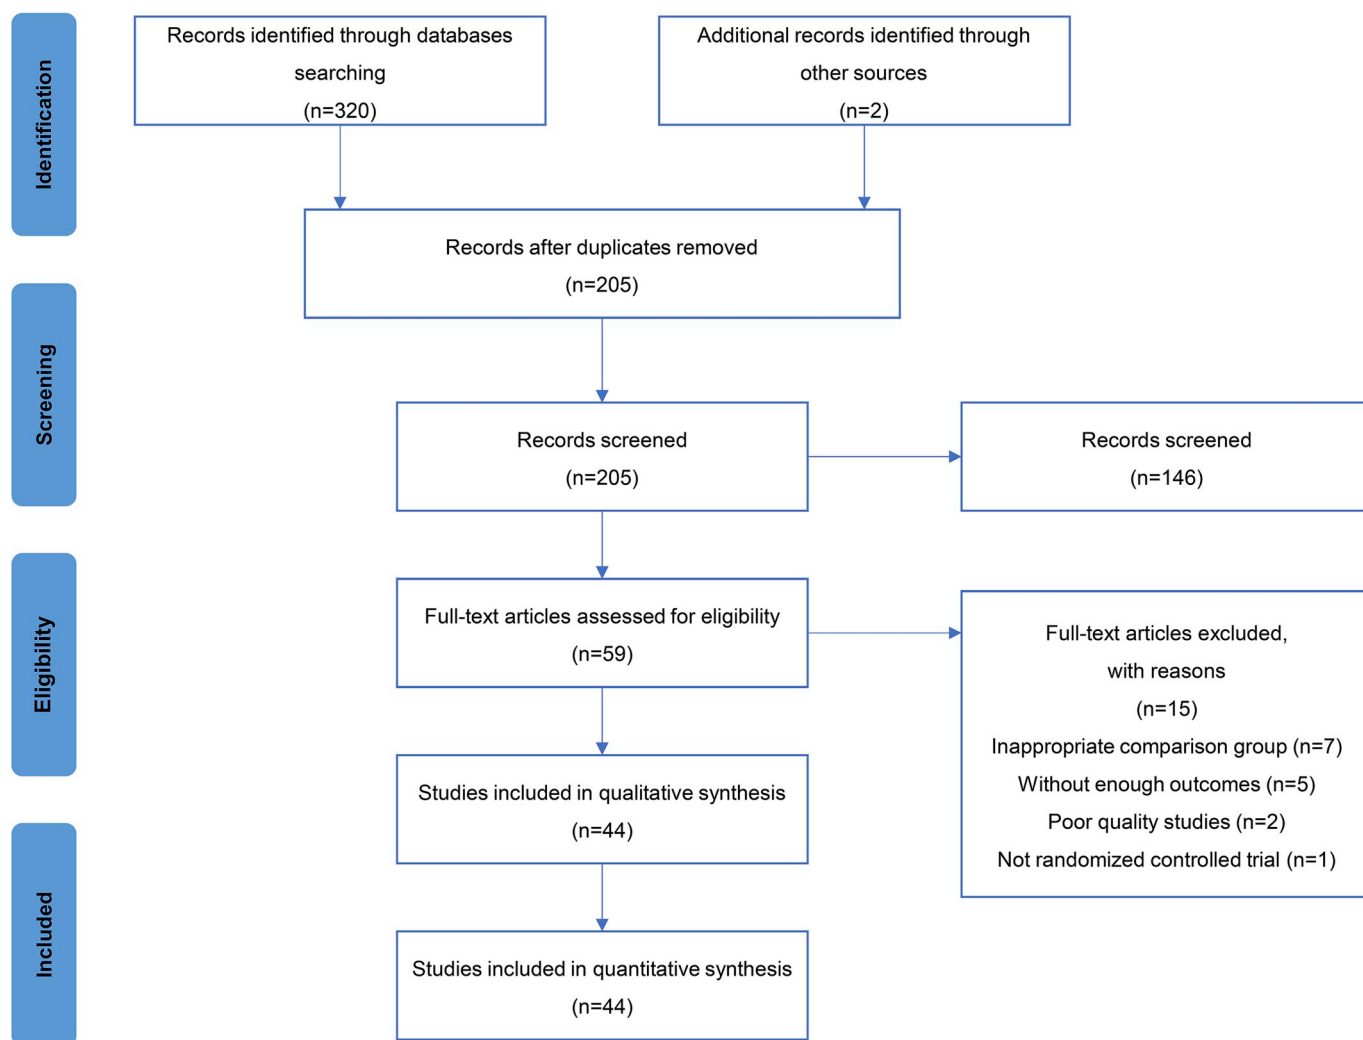 Identification
Records identified through databases
searching
(n=320)
Additional records identified through
other sources
(n=2)
Records after duplicates removed
(n=205)
Screening
Records screened
(n=205)
Records screened
(n=146)
Eligibility
Full-text articles assessed for eligibility
(n=59)
Full-text articles excluded,
with reasons
(n=15)
Inappropriate comparison group (n=7)
Without enough outcomes (n=5)
Poor quality studies (n=2)
Not randomized controlled trial (n=1)
Studies included in qualitative synthesis
(n=44)
Included
Studies included in quantitative synthesis
(n=44)